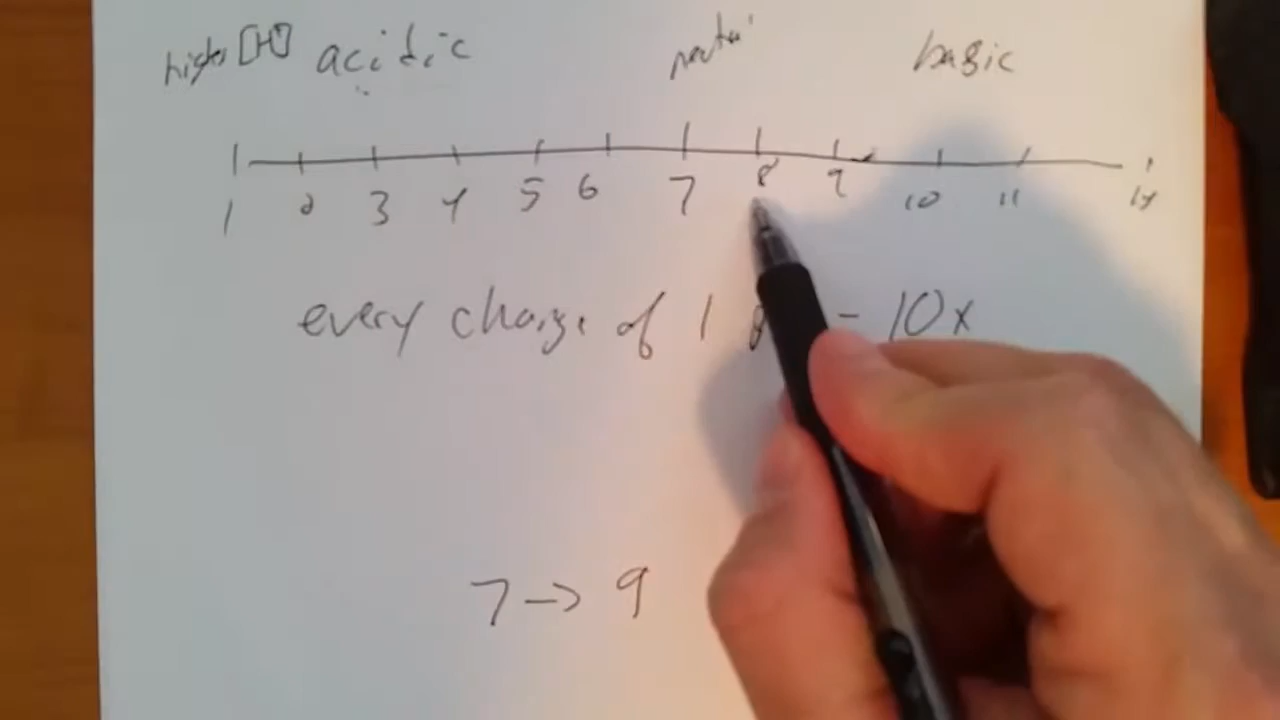 higher [H+] acidic neutral basic
1 2 3 4 5 6 7 8 9 10 11 14
every change of 1 = 10x
7 → 9